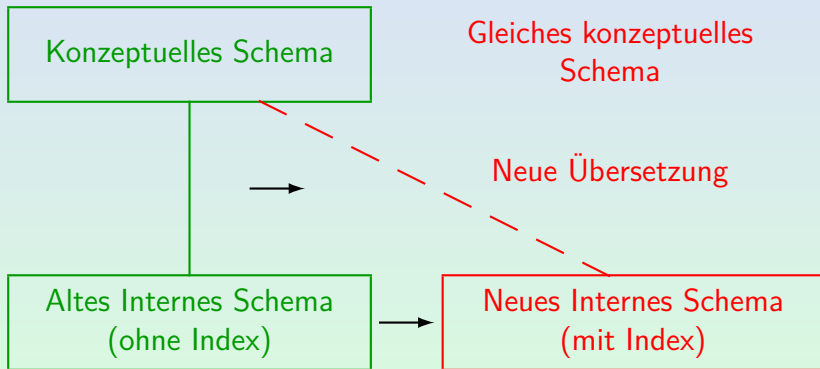 Konzeptuelles Schema
Gleiches konzeptuelles
Schema
Neue Übersetzung
Altes Internes Schema
(ohne Index)
Neues Internes Schema
(mit Index)